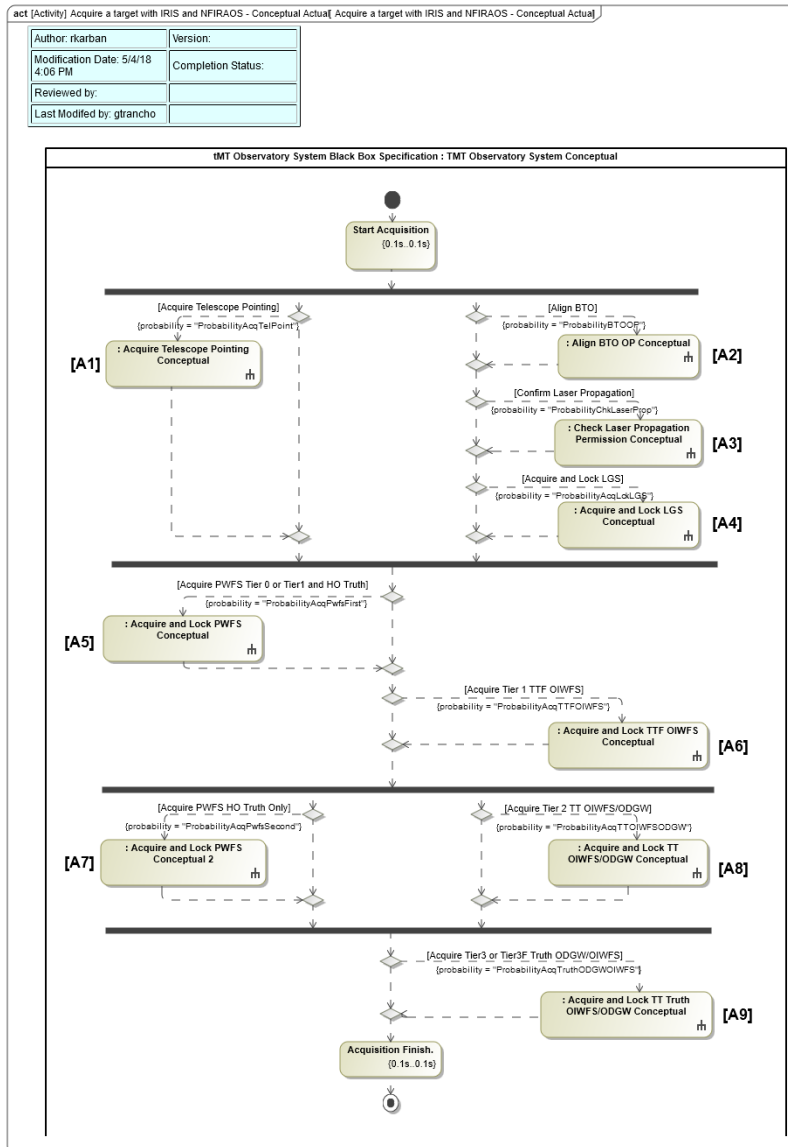 act [Activity] Acquire a target with IRIS and NFIRAOS - Conceptual Actual[ Acquire a target with IRIS and NFIRAOS - Conceptual Actual]
Author: rkarban
Version:
Modification Date: 5/4/18
4:06 PM
Completion Status:
Reviewed by:
Last Modifed by: gtrancho
tMT Observatory System Black Box Specification : TMT Observatory System Conceptual
Start Acquisition
{0.1s..0.1s}
[Acquire Telescope Pointing]
{probability = "ProbabilityAcqTelPoint"}
[A1]
: Acquire Telescope Pointing
Conceptual
[Align BTO]
{probability = "ProbabilityBTOOP"}
: Align BTO OP Conceptual
[A2]
[Confirm Laser Propagation]
{probability = "ProbabilityChkLaserProp"}
: Check Laser Propagation
Permission Conceptual
[A3]
[Acquire and Lock LGS]
{probability = "ProbabilityAcqLckLGS"}
: Acquire and Lock LGS
Conceptual
[A4]
[Acquire PWFS Tier 0 or Tier1 and HO Truth]
{probability = "ProbabilityAcqPwfsFirst"}
[A5]
: Acquire and Lock PWFS
Conceptual
[Acquire Tier 1 TTF OIWFS]
{probability = "ProbabilityAcqTTFOIWFS"}
: Acquire and Lock TTF OIWFS
Conceptual
[A6]
[Acquire PWFS HO Truth Only]
{probability = "ProbabilityAcqPwfsSecond"}
[A7]
: Acquire and Lock PWFS
Conceptual 2
[Acquire Tier 2 TT OIWFS/ODGW]
{probability = "ProbabilityAcqTTOIWFSODGW"}
: Acquire and Lock TT
OIWFS/ODGW Conceptual
[A8]
[Acquire Tier3 or Tier3F Truth ODGW/OIWFS]
{probability = "ProbabilityAcqTruthODGWOIWFS"}
: Acquire and Lock TT Truth
OIWFS/ODGW Conceptual
[A9]
Acquisition Finish.
{0.1s..0.1s}